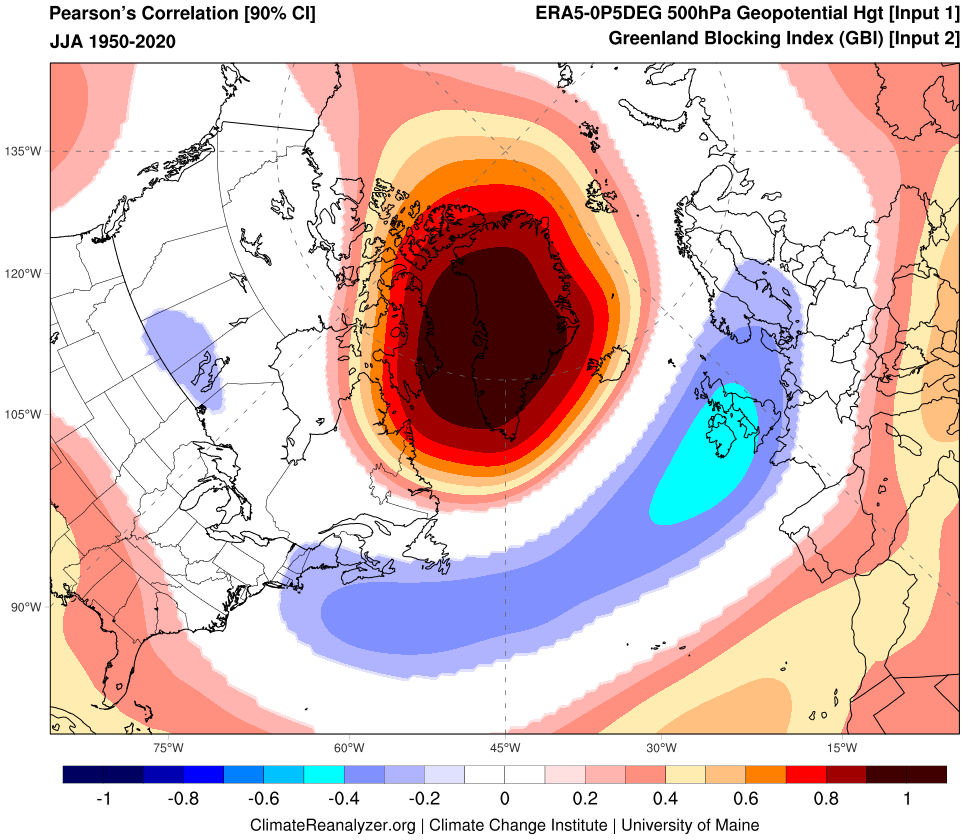 Pearson's Correlation [90% CI]
ERA5-0P5DEG 500hPa Geopotential Hgt [Input 1]
JJA 1950-2020
Greenland Blocking Index (GBI) [Input 2]
135°W
120°W
105°W
90°W
75°W 60°W 45°W 30°W 15°W
-1 -0.8 -0.6 -0.4 -0.2 0 0.2 0.4 0.6 0.8 1
ClimateReanalyzer.org | Climate Change Institute | University of Maine